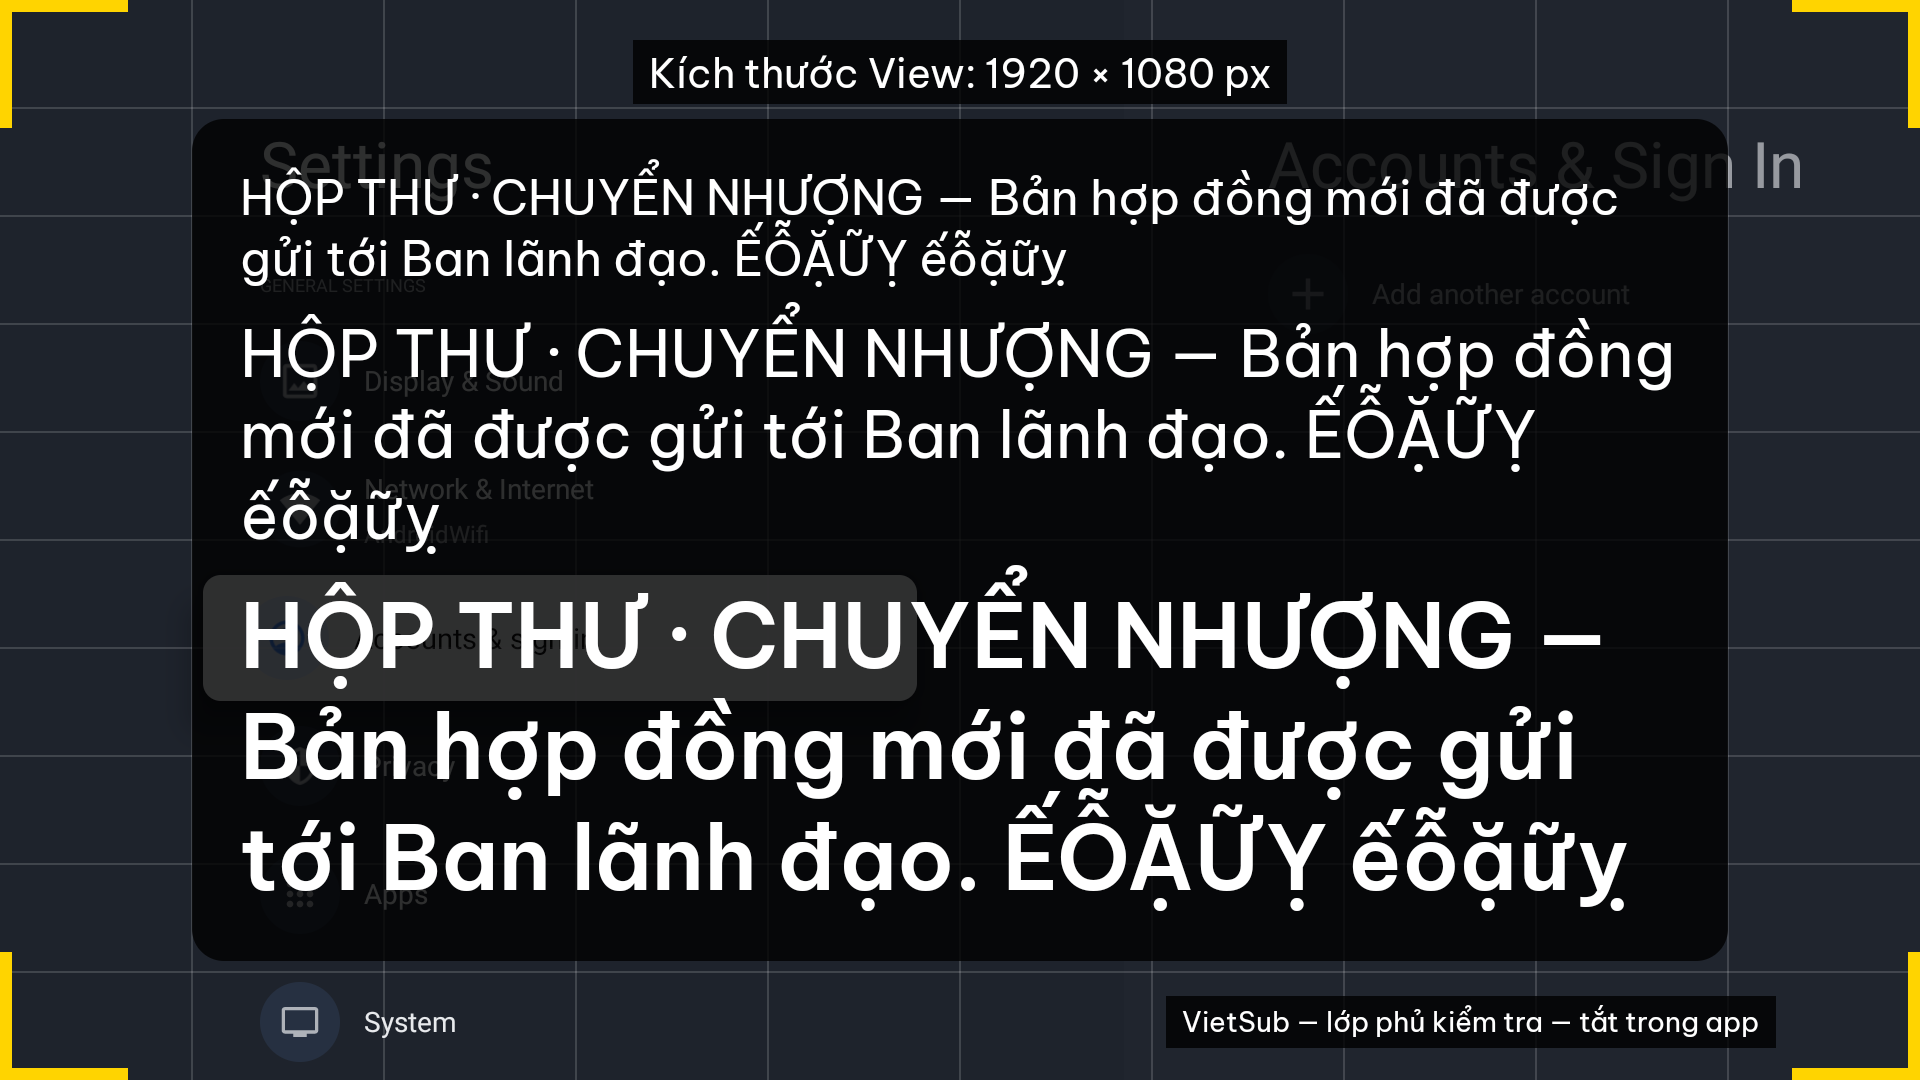 Kích thước View: 1920 × 1080 px
Settings
Accounts & Sign In
HỘP THƯ · CHUYỂN NHƯỢNG — Bản hợp đồng mới đã được
gửi tới Ban lãnh đạo. ẾỖẶỮỴ ếỗặữỵ
GENERAL SETTINGS
Add another account
HỘP THƯ · CHUYỂN NHƯỢNG — Bản hợp đồng
Display & Sound
mới đã được gửi tới Ban lãnh đạo. ẾỖẶỮỴ
Network & Internet
ếỗặữỵ
AndroidWifi
HỘP THƯ · CHUYỂN NHƯỢNG —
Accounts & sign in
Bản hợp đồng mới đã được gửi
Privacy
tới Ban lãnh đạo. ẾỖẶỮỴ ếỗặữỵ
Apps
System
VietSub — lớp phủ kiểm tra — tắt trong app